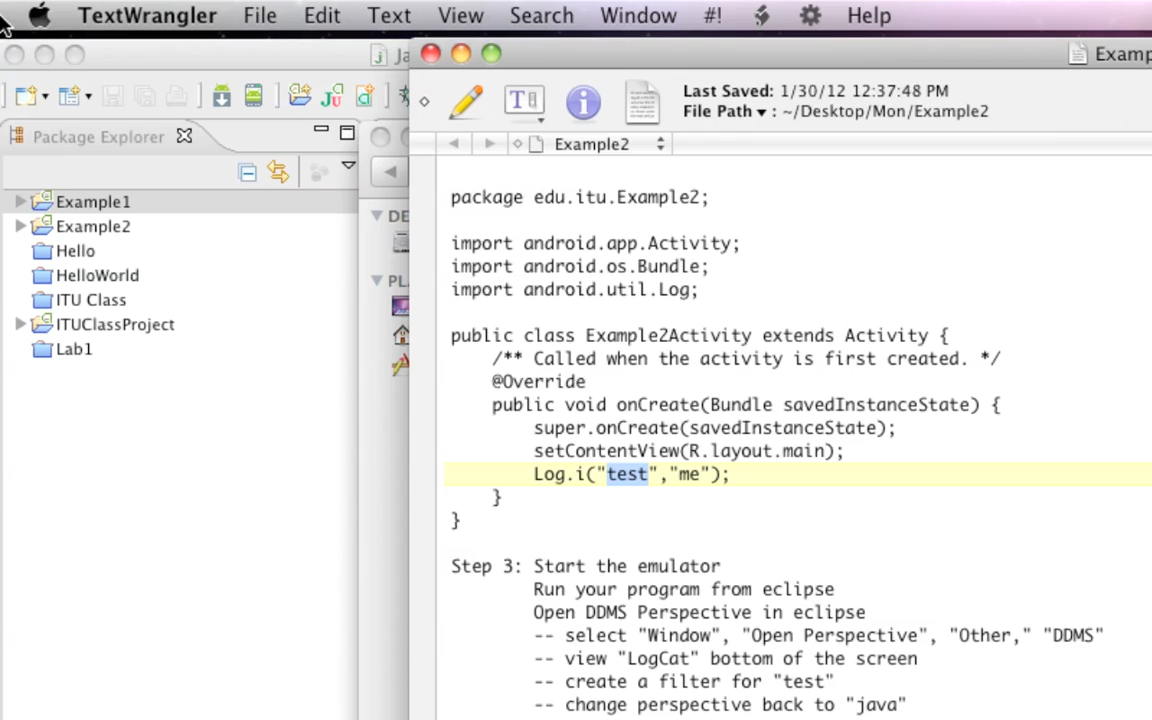 TextWrangler File Edit Text View Search Window #! Help
Ja
Examp
Last Saved: 1/30/12 12:37:48 PM
File Path ▾ : ~/Desktop/Mon/Example2
Package Explorer
Example2
Example1
Example2
Hello
HelloWorld
ITU Class
ITUClassProject
Lab1
DE
PL
package edu.itu.Example2;
import android.app.Activity;
import android.os.Bundle;
import android.util.Log;
public class Example2Activity extends Activity {
/** Called when the activity is first created. */
@Override
public void onCreate(Bundle savedInstanceState) {
super.onCreate(savedInstanceState);
setContentView(R.layout.main);
Log.i("test","me");
}
}
Step 3: Start the emulator
Run your program from eclipse
Open DDMS Perspective in eclipse
-- select "Window", "Open Perspective", "Other," "DDMS"
-- view "LogCat" bottom of the screen
-- create a filter for "test"
-- change perspective back to "java"